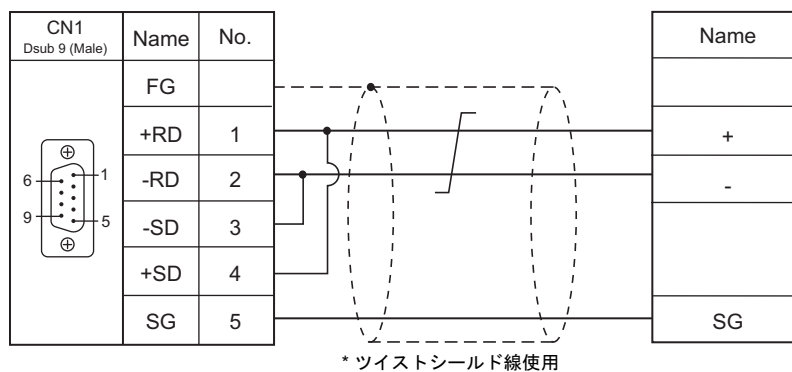 CN1
Dsub 9 (Male)
Name
No.
Name
FG
+RD
1
+
-RD
2
-
-SD
3
+SD
4
SG
5
SG
6
1
9
5
* ツイストシールド線使用